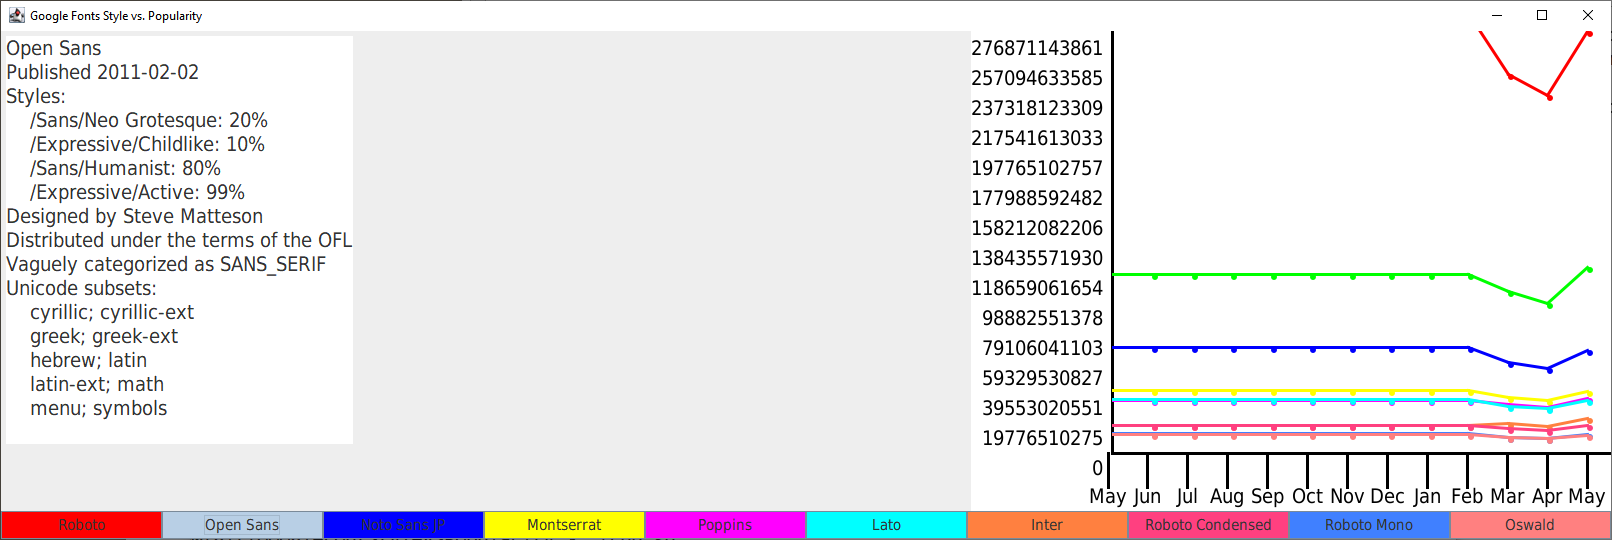 Google Fonts Style vs. Popularity
Open Sans
Published 2011-02-02
Styles:
/Sans/Neo Grotesque: 20%
/Expressive/Childlike: 10%
/Sans/Humanist: 80%
/Expressive/Active: 99%
Designed by Steve Matteson
Distributed under the terms of the OFL
Vaguely categorized as SANS_SERIF
Unicode subsets:
cyrillic; cyrillic-ext
greek; greek-ext
hebrew; latin
latin-ext; math
menu; symbols
276871143861
257094633585
237318123309
217541613033
197765102757
177988592482
158212082206
138435571930
118659061654
98882551378
79106041103
59329530827
39553020551
19776510275
0
May Jun Jul Aug Sep Oct Nov Dec Jan Feb Mar Apr May
Roboto Open Sans Noto Sans JP Montserrat Poppins Lato Inter Roboto Condensed Roboto Mono Oswald